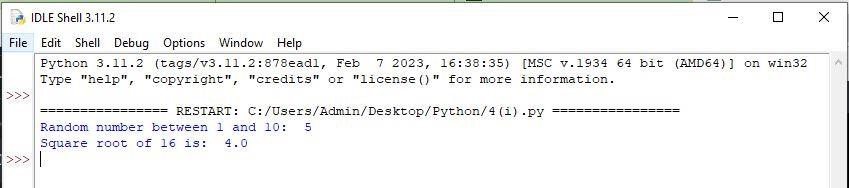 IDLE Shell 3.11.2
File Edit Shell Debug Options Window Help
Python 3.11.2 (tags/v3.11.2:878ead1, Feb  7 2023, 16:38:35) [MSC v.1934 64 bit (AMD64)] on win32
Type "help", "copyright", "credits" or "license()" for more information.
>>>
================ RESTART: C:/Users/Admin/Desktop/Python/4(i).py ================
Random number between 1 and 10:  5
Square root of 16 is:  4.0
>>>